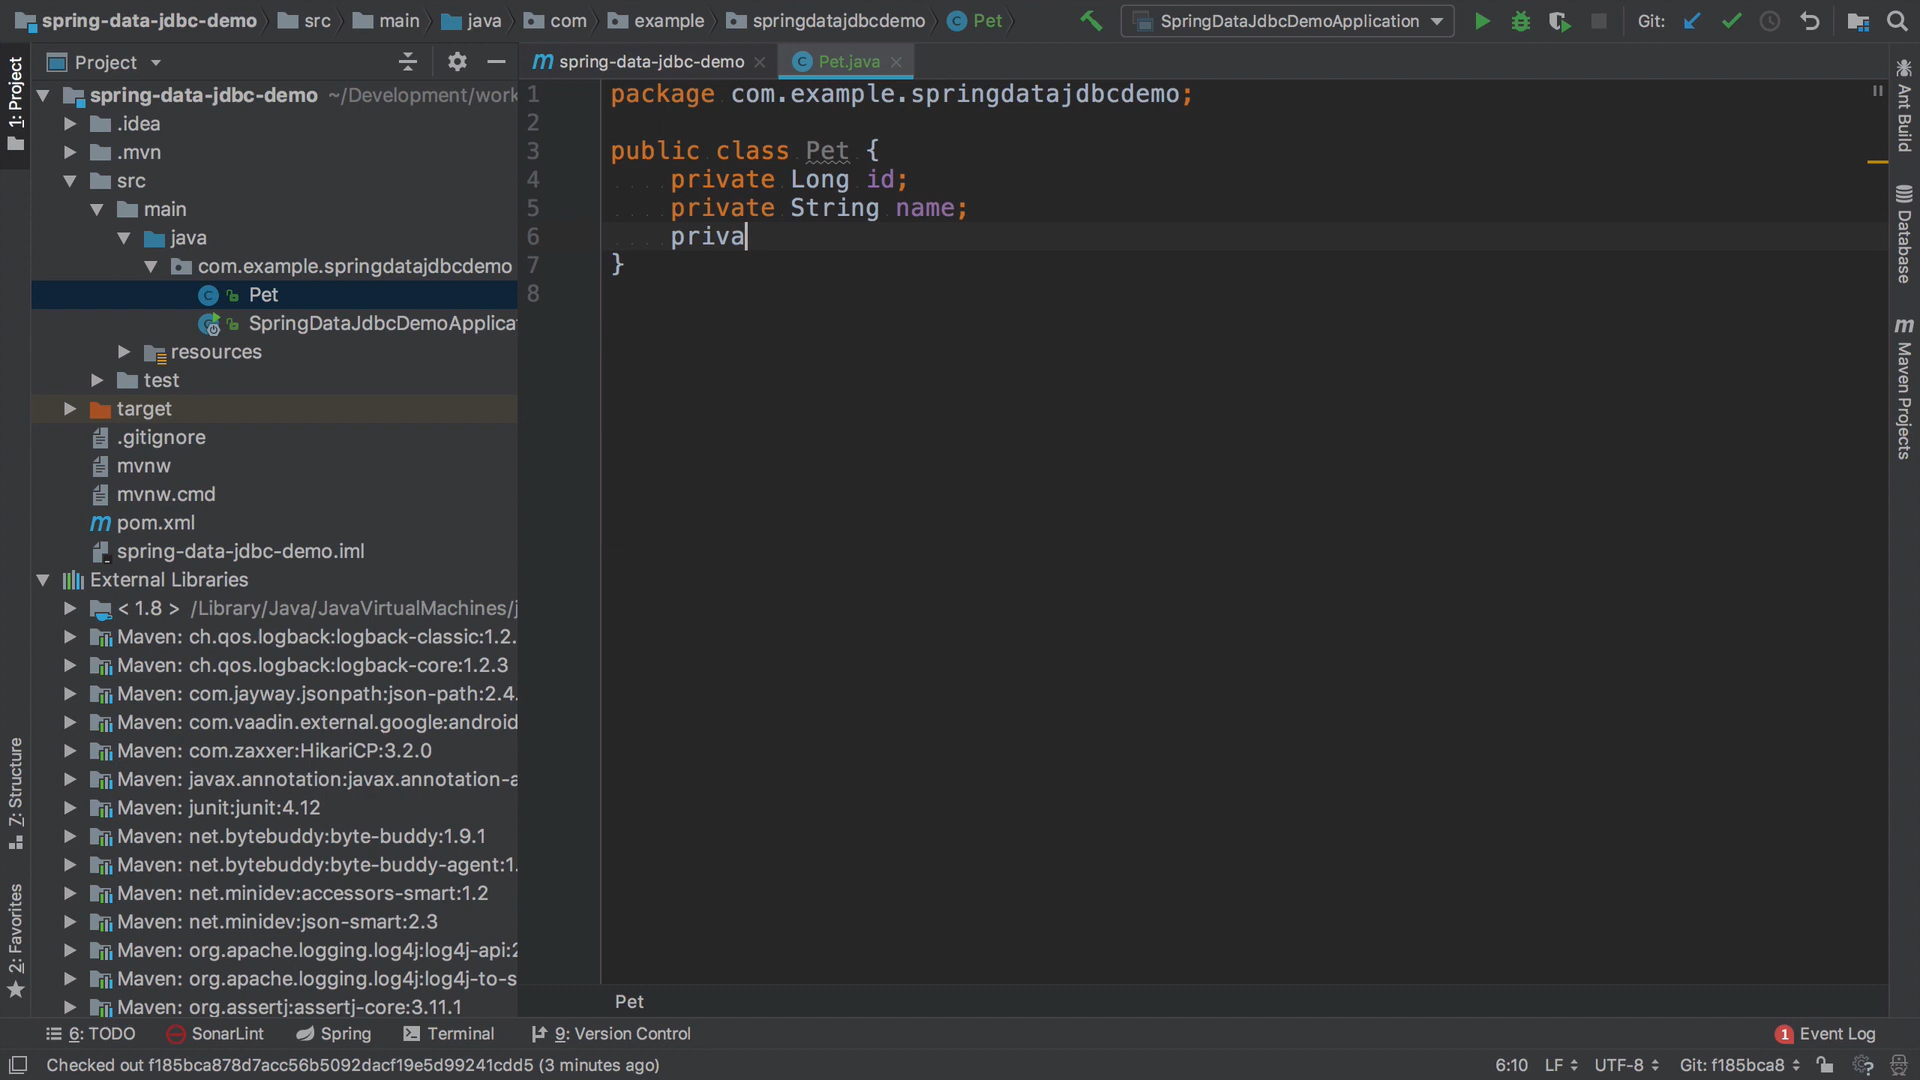 spring-data-jdbc-demo src main java com example springdatajdbcdemo Pet SpringDataJdbcDemoApplication Git:
1: Project
Project
spring-data-jdbc-demo Pet.java
spring-data-jdbc-demo ~/Development/work
.idea
.mvn
src
main
java
com.example.springdatajdbcdemo
Pet
SpringDataJdbcDemoApplicat
resources
test
target
.gitignore
mvnw
mvnw.cmd
pom.xml
spring-data-jdbc-demo.iml
External Libraries
< 1.8 > /Library/Java/JavaVirtualMachines/j
Maven: ch.qos.logback:logback-classic:1.2.
Maven: ch.qos.logback:logback-core:1.2.3
Maven: com.jayway.jsonpath:json-path:2.4.
Maven: com.vaadin.external.google:android
Maven: com.zaxxer:HikariCP:3.2.0
Maven: javax.annotation:javax.annotation-a
Maven: junit:junit:4.12
Maven: net.bytebuddy:byte-buddy:1.9.1
Maven: net.bytebuddy:byte-buddy-agent:1.
Maven: net.minidev:accessors-smart:1.2
Maven: net.minidev:json-smart:2.3
Maven: org.apache.logging.log4j:log4j-api:2
Maven: org.apache.logging.log4j:log4j-to-s
Maven: org.assertj:assertj-core:3.11.1
1 package com.example.springdatajdbcdemo;
2
3 public class Pet {
4 private Long id;
5 private String name;
6 priva
7 }
8
Pet
Ant Build
Database
Maven Projects
7: Structure
2: Favorites
6: TODO SonarLint Spring Terminal 9: Version Control 1 Event Log
Checked out f185bca878d7acc56b5092dacf19e5d99241cdd5 (3 minutes ago) 6:10 LF UTF-8 Git: f185bca8